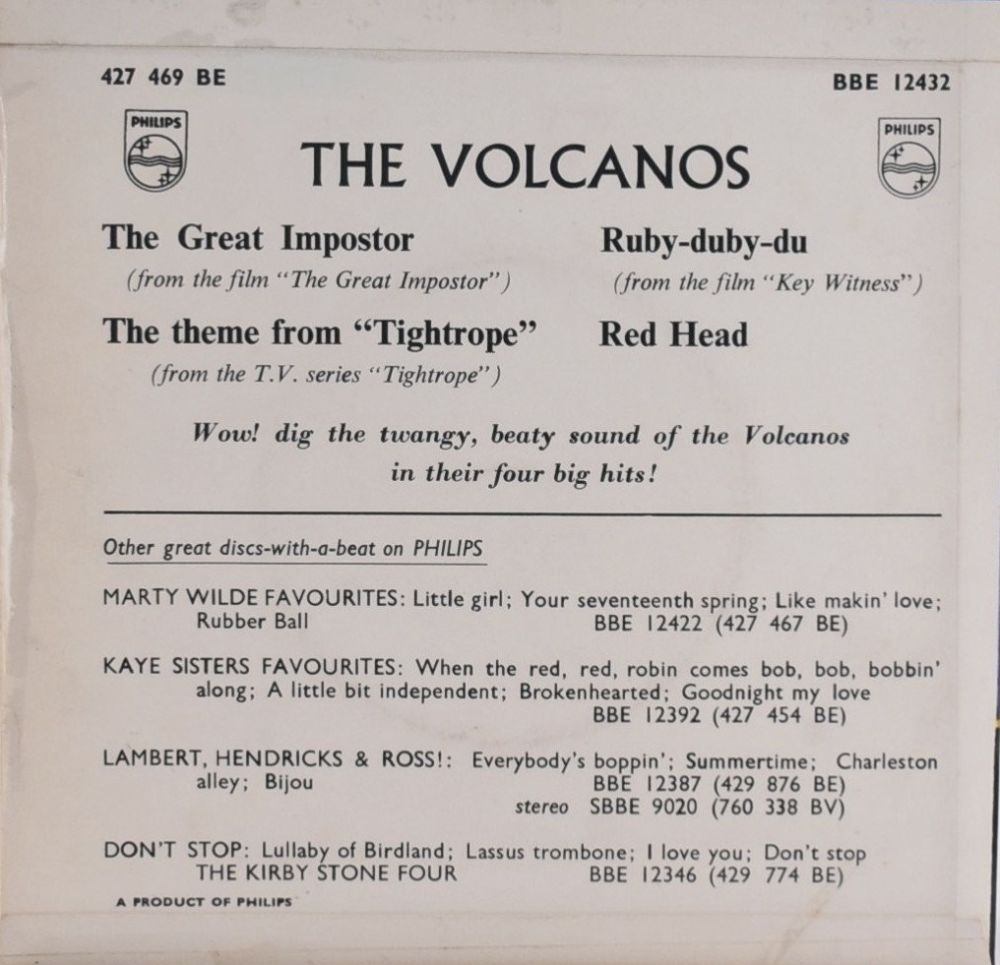 427 469 BE
BBE 12432
PHILIPS
PHILIPS
THE VOLCANOS
The Great Impostor
(from the film "The Great Impostor")
Ruby-duby-du
(from the film "Key Witness")
The theme from "Tightrope"
(from the T.V. series "Tightrope")
Red Head
Wow! dig the twangy, beaty sound of the Volcanos
in their four big hits!
Other great discs-with-a-beat on PHILIPS
MARTY WILDE FAVOURITES: Little girl; Your seventeenth spring; Like makin' love;
Rubber Ball BBE 12422 (427 467 BE)
KAYE SISTERS FAVOURITES: When the red, red, robin comes bob, bob, bobbin'
along; A little bit independent; Brokenhearted; Goodnight my love
BBE 12392 (427 454 BE)
LAMBERT, HENDRICKS & ROSS!: Everybody's boppin'; Summertime; Charleston
alley; Bijou BBE 12387 (429 876 BE)
stereo SBBE 9020 (760 338 BV)
DON'T STOP: Lullaby of Birdland; Lassus trombone; I love you; Don't stop
THE KIRBY STONE FOUR BBE 12346 (429 774 BE)
A PRODUCT OF PHILIPS